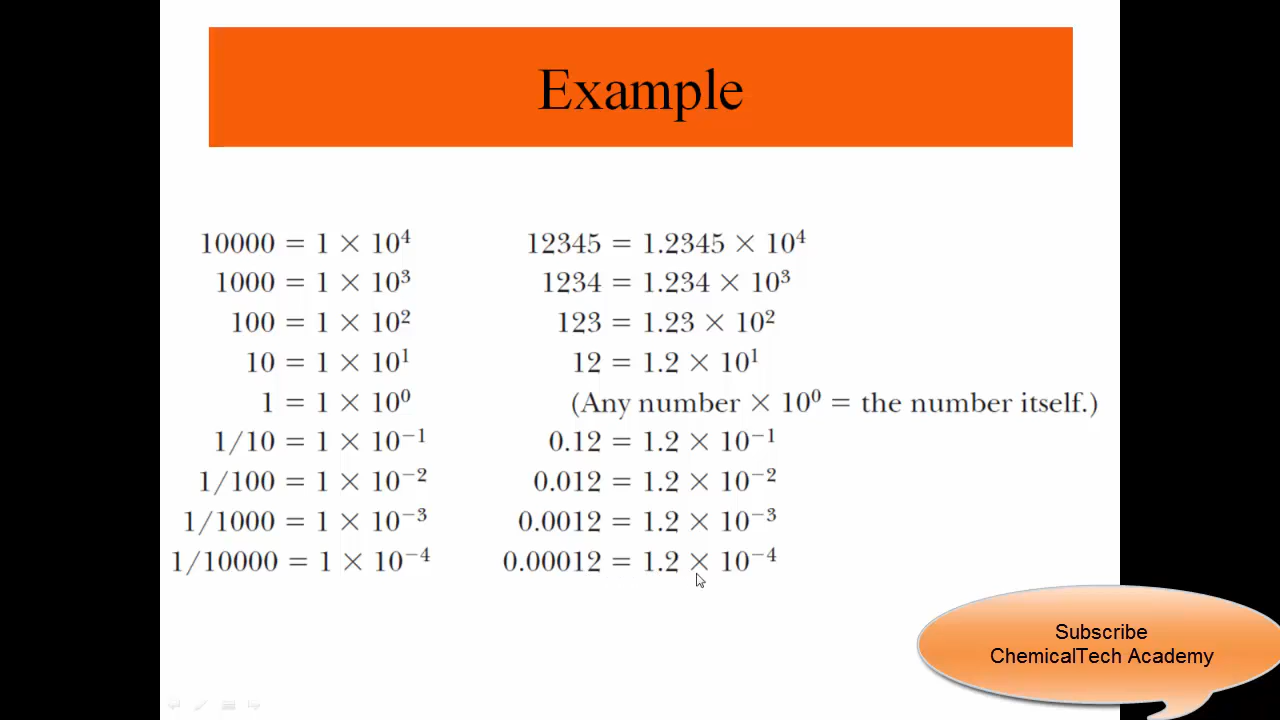 Example
10000 = 1 × 10⁴ 12345 = 1.2345 × 10⁴
1000 = 1 × 10³ 1234 = 1.234 × 10³
100 = 1 × 10² 123 = 1.23 × 10²
10 = 1 × 10¹ 12 = 1.2 × 10¹
1 = 1 × 10⁰ (Any number × 10⁰ = the number itself.)
1/10 = 1 × 10⁻¹ 0.12 = 1.2 × 10⁻¹
1/100 = 1 × 10⁻² 0.012 = 1.2 × 10⁻²
1/1000 = 1 × 10⁻³ 0.0012 = 1.2 × 10⁻³
1/10000 = 1 × 10⁻⁴ 0.00012 = 1.2 × 10⁻⁴
Subscribe
ChemicalTech Academy